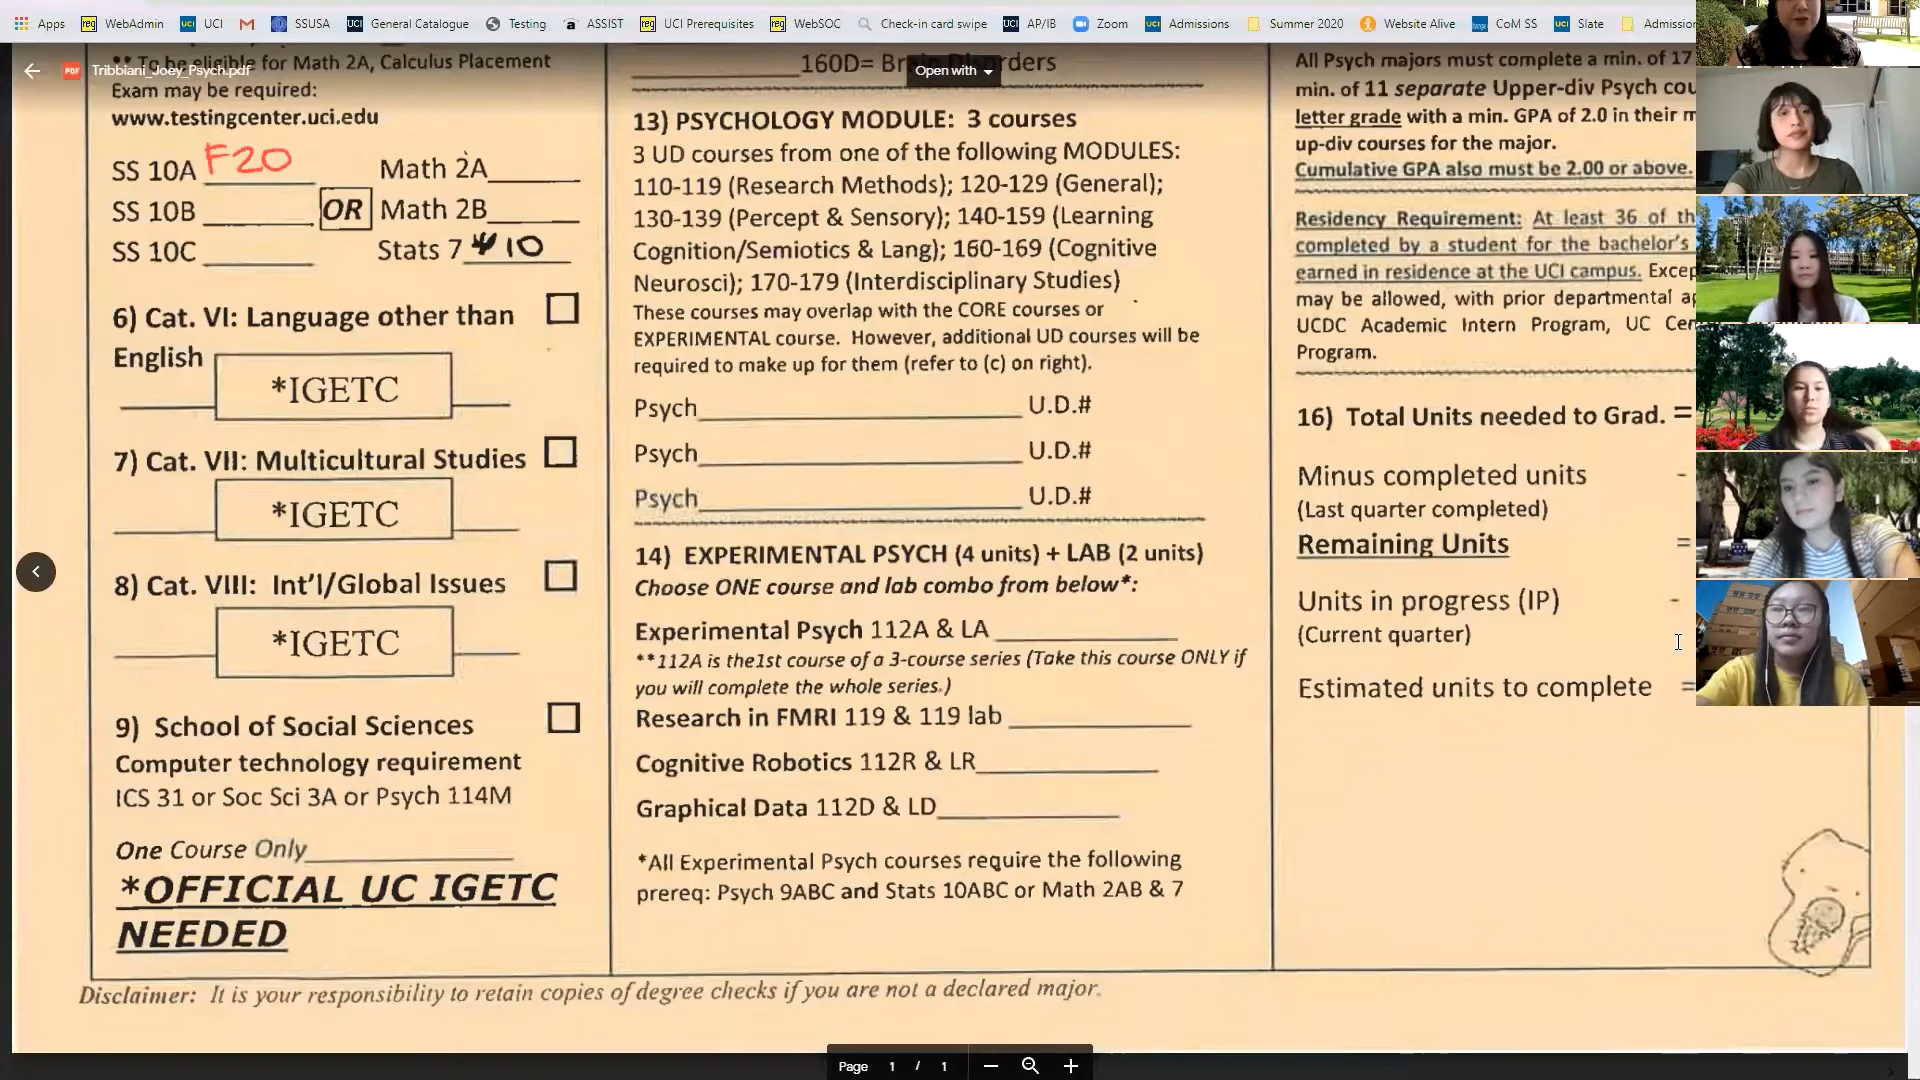 Apps WebAdmin UCI SSUSA General Catalogue Testing ASSIST UCI Prerequisites WebSOC Check-in card swipe AP/IB Zoom Admissions Summer 2020 Website Alive CoM SS Slate Admission
Tribbiani_Joey_Psych.pdf
Open with
** To be eligible for Math 2A, Calculus Placement
Exam may be required:
www.testingcenter.uci.edu
SS 10A F20 Math 2A
SS 10B OR Math 2B
SS 10C Stats 7 10
6) Cat. VI: Language other than
English *IGETC
7) Cat. VII: Multicultural Studies
*IGETC
8) Cat. VIII: Int'l/Global Issues
*IGETC
9) School of Social Sciences
Computer technology requirement
ICS 31 or Soc Sci 3A or Psych 114M
One Course Only
*OFFICIAL UC IGETC
NEEDED
160D= Brain Disorders
13) PSYCHOLOGY MODULE: 3 courses
3 UD courses from one of the following MODULES:
110-119 (Research Methods); 120-129 (General);
130-139 (Percept & Sensory); 140-159 (Learning
Cognition/Semiotics & Lang); 160-169 (Cognitive
Neurosci); 170-179 (Interdisciplinary Studies)
These courses may overlap with the CORE courses or
EXPERIMENTAL course. However, additional UD courses will be
required to make up for them (refer to (c) on right).
Psych U.D.#
Psych U.D.#
Psych U.D.#
14) EXPERIMENTAL PSYCH (4 units) + LAB (2 units)
Choose ONE course and lab combo from below*:
Experimental Psych 112A & LA
**112A is the1st course of a 3-course series (Take this course ONLY if
you will complete the whole series.)
Research in FMRI 119 & 119 lab
Cognitive Robotics 112R & LR
Graphical Data 112D & LD
*All Experimental Psych courses require the following
prereq: Psych 9ABC and Stats 10ABC or Math 2AB & 7
All Psych majors must complete a min. of 17
min. of 11 separate Upper-div Psych cou
letter grade with a min. GPA of 2.0 in their m
up-div courses for the major.
Cumulative GPA also must be 2.00 or above.
Residency Requirement: At least 36 of th
completed by a student for the bachelor's
earned in residence at the UCI campus. Excep
may be allowed, with prior departmental ap
UCDC Academic Intern Program, UC Cen
Program.
16) Total Units needed to Grad. =
Minus completed units -
(Last quarter completed)
Remaining Units =
Units in progress (IP) -
(Current quarter)
Estimated units to complete =
Disclaimer: It is your responsibility to retain copies of degree checks if you are not a declared major.
Page 1 / 1